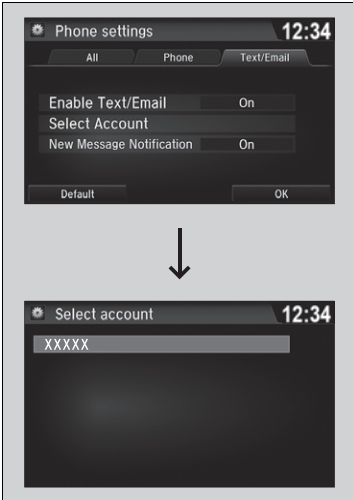 Phone settings 12:34
All Phone Text/Email
Enable Text/Email On
Select Account
New Message Notification On
Default OK
Select account 12:34
XXXXX